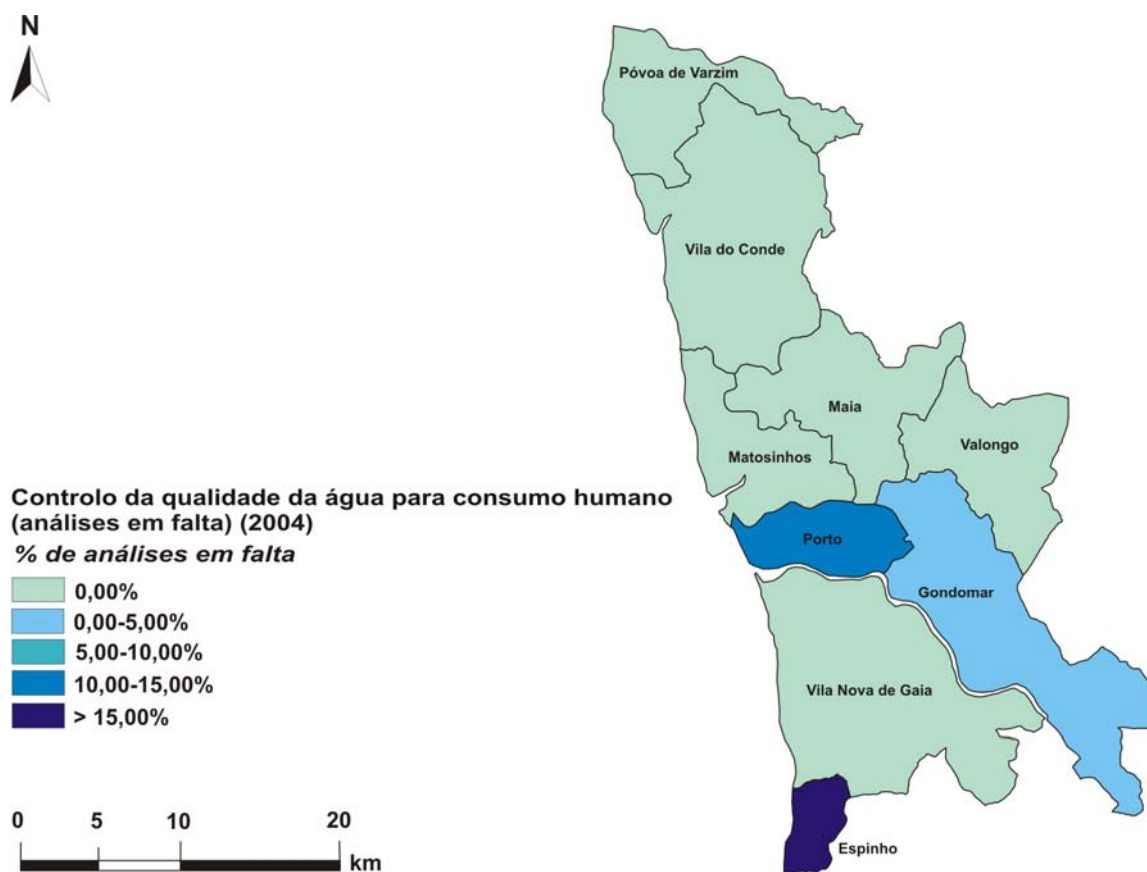 N
Póvoa de Varzim
Vila do Conde
Maia
Valongo
Matosinhos
Porto
Gondomar
Vila Nova de Gaia
Espinho
Controlo da qualidade da água para consumo humano
(análises em falta) (2004)
% de análises em falta
0,00%
0,00-5,00%
5,00-10,00%
10,00-15,00%
> 15,00%
0 5 10 20
km